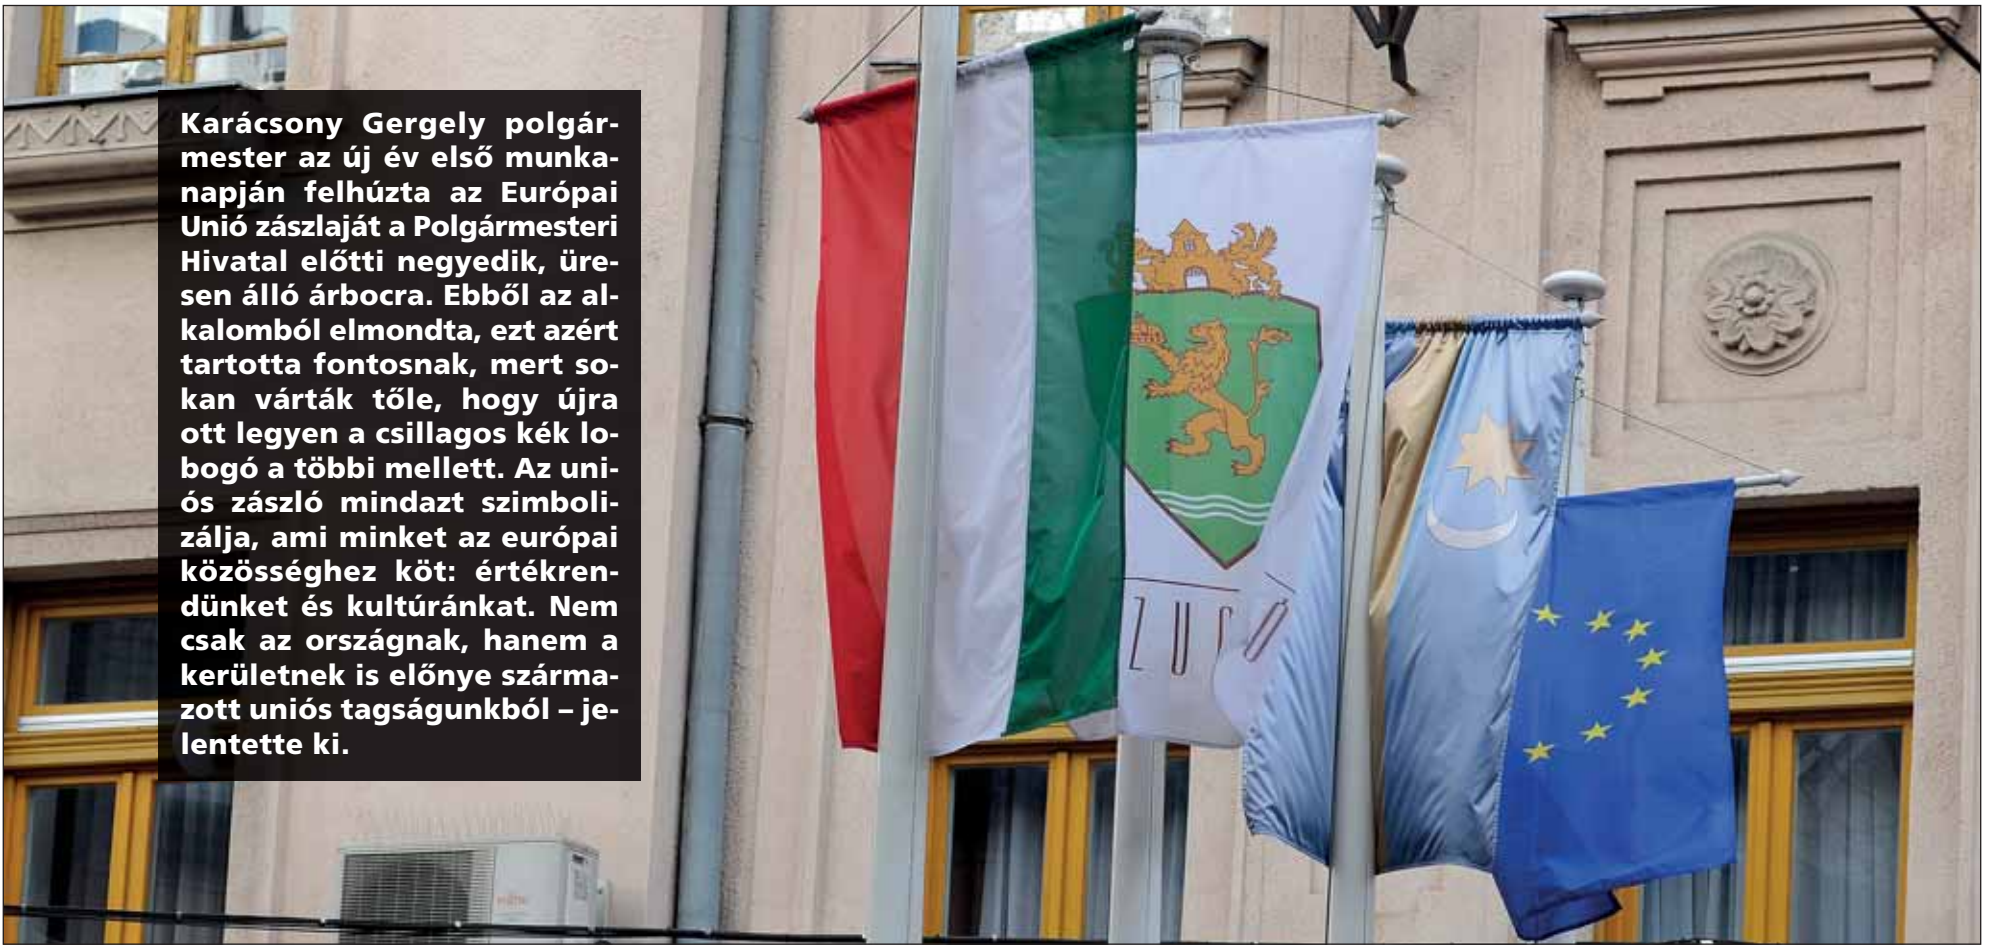 Karácsony Gergely polgár-
mester az új év első munka-
napján felhúzta az Európai
Unió zászlaját a Polgármesteri
Hivatal előtti negyedik, üre-
sen álló árbocra. Ebből az al-
kalomból elmondta, ezt azért
tartotta fontosnak, mert so-
kan várták tőle, hogy újra
ott legyen a csillagos kék lo-
bogó a többi mellett. Az uni-
ós zászló mindazt szimboli-
zálja, ami minket az európai
közösséghez köt: értékren-
dünket és kultúránkat. Nem
csak az országnak, hanem a
kerületnek is előnye szárma-
zott uniós tagságunkból – je-
lentette ki.